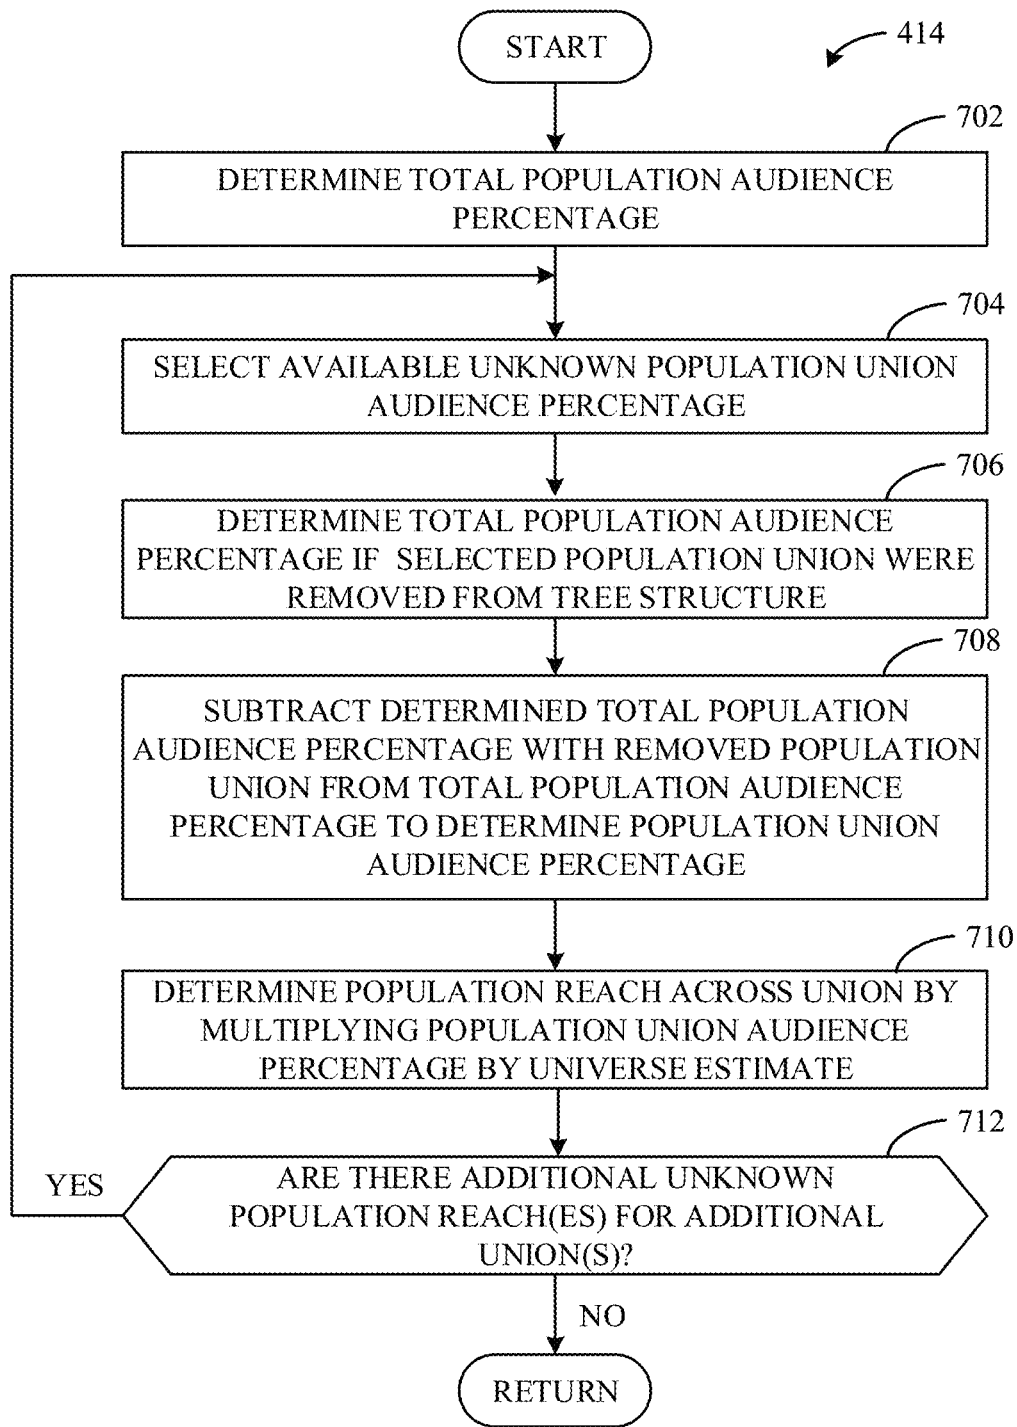 START
414
702
DETERMINE TOTAL POPULATION AUDIENCE
PERCENTAGE
704
SELECT AVAILABLE UNKNOWN POPULATION UNION
AUDIENCE PERCENTAGE
706
DETERMINE TOTAL POPULATION AUDIENCE
PERCENTAGE IF SELECTED POPULATION UNION WERE
REMOVED FROM TREE STRUCTURE
708
SUBTRACT DETERMINED TOTAL POPULATION
AUDIENCE PERCENTAGE WITH REMOVED POPULATION
UNION FROM TOTAL POPULATION AUDIENCE
PERCENTAGE TO DETERMINE POPULATION UNION
AUDIENCE PERCENTAGE
710
DETERMINE POPULATION REACH ACROSS UNION BY
MULTIPLYING POPULATION UNION AUDIENCE
PERCENTAGE BY UNIVERSE ESTIMATE
712
YES
ARE THERE ADDITIONAL UNKNOWN
POPULATION REACH(ES) FOR ADDITIONAL
UNION(S)?
NO
RETURN